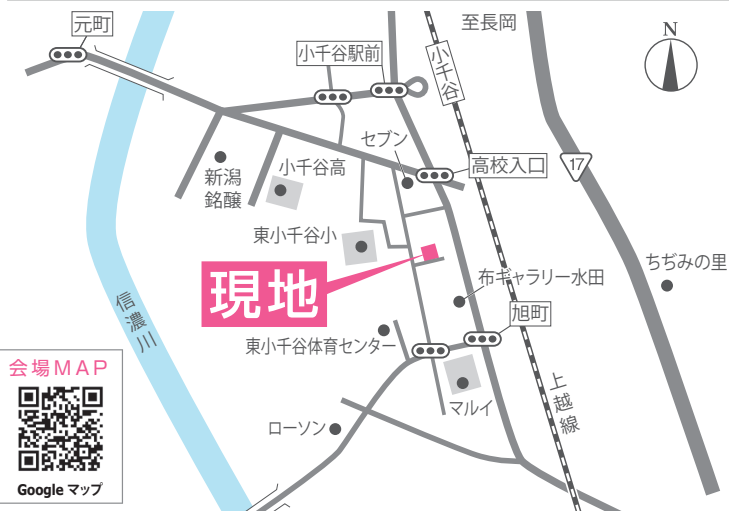 元町
至長岡
N
小千谷駅前
小千谷
セブン
高校入口
17
新潟
銘醸
小千谷高
東小千谷小
現地
ちぢみの里
布ギャラリー水田
信濃川
旭町
東小千谷体育センター
会場MAP
マルイ
上越線
ローソン
Google マップ